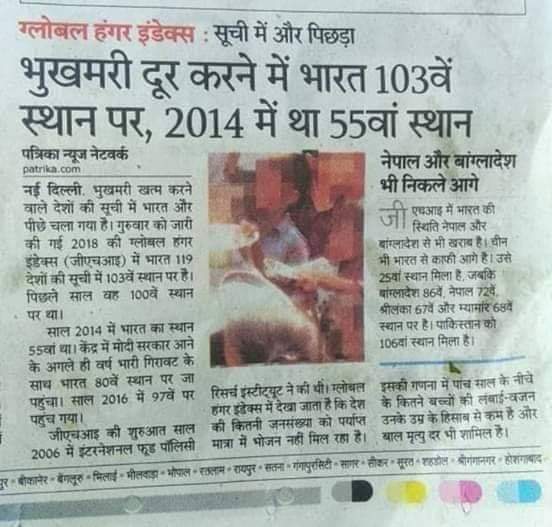 ग्लोबल हंगर इंडेक्स : सूची में और पिछड़ा
भुखमरी दूर करने में भारत 103वें
स्थान पर, 2014 में था 55वां स्थान
पत्रिका न्यूज नेटवर्क
patrika.com
नई दिल्ली. भुखमरी खत्म करने
वाले देशों की सूची में भारत और
पीछे चला गया है। गुरुवार को जारी
की गई 2018 की ग्लोबल हंगर
इंडेक्स (जीएचआइ) में भारत 119
देशों की सूची में 103वें स्थान पर है।
पिछले साल वह 100वें स्थान
पर था।
साल 2014 में भारत का स्थान
55वां था। केंद्र में मोदी सरकार आने
के अगले ही वर्ष भारी गिरावट के
साथ भारत 80वें स्थान पर जा
पहुंचा। साल 2016 में 97वें पर
पहुंच गया।
जीएचआइ की शुरुआत साल
2006 में इंटरनेशनल फूड पॉलिसी
रिसर्च इंस्टीट्यूट ने की थी। ग्लोबल
हंगर इंडेक्स में देखा जाता है कि देश
की कितनी जनसंख्या को पर्याप्त
मात्रा में भोजन नहीं मिल रहा है।
इसकी गणना में पांच साल के नीचे
के कितने बच्चों की लंबाई-वजन
उनके उम्र के हिसाब से कम है और
बाल मृत्यु दर भी शामिल है।
नेपाल और बांग्लादेश
भी निकले आगे
जीएचआइ में भारत की
स्थिति नेपाल और
बांग्लादेश से भी खराब है। चीन
भी भारत से काफी आगे है। उसे
25वां स्थान मिला है, जबकि
बांग्लादेश 86वें, नेपाल 72वें,
श्रीलंका 67वें और म्यामांर 68वें
स्थान पर है। पाकिस्तान को
106वां स्थान मिला है।
बीकानेर • बेंगलूरु • भिलाई • भीलवाड़ा • भोपाल • रतलाम • रायपुर • सतना • गंगापुरसिटी • सागर • सीकर • सूरत • शहडोल • श्रीगंगानगर • होशंगाबाद